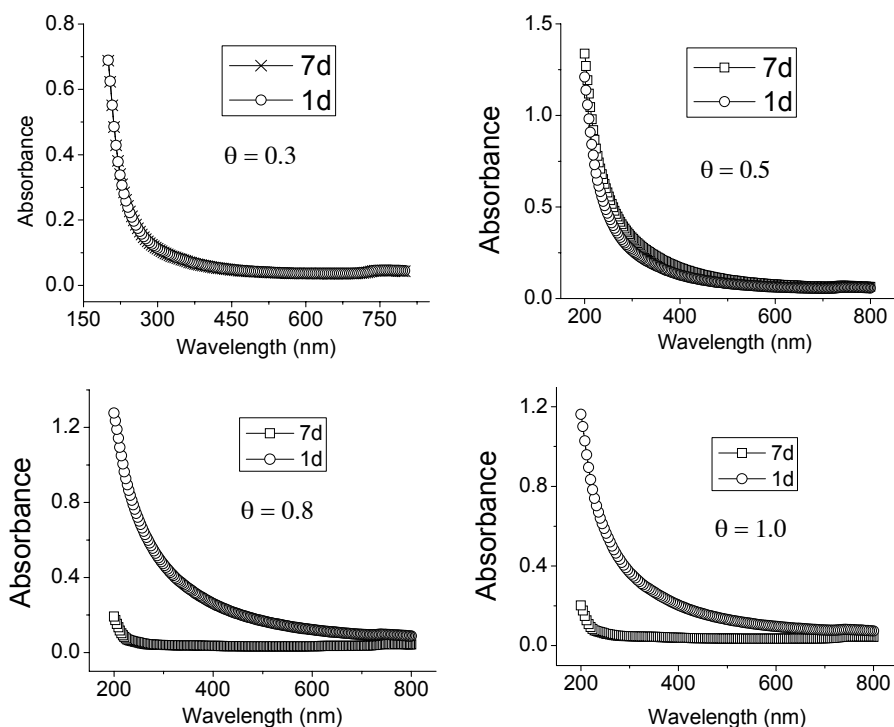 0.8
0.6
0.4
0.2
0.0
Absorbance
7d
1d
θ = 0.3
150 300 450 600 750
Wavelength (nm)
1.5
1.0
0.5
0.0
Absorbance
7d
1d
θ = 0.5
200 400 600 800
Wavelength (nm)
1.2
0.8
0.4
0.0
Absorbance
7d
1d
θ = 0.8
200 400 600 800
Wavelength (nm)
1.2
0.8
0.4
0.0
Absorbance
7d
1d
θ = 1.0
200 400 600 800
Wavelength (nm)